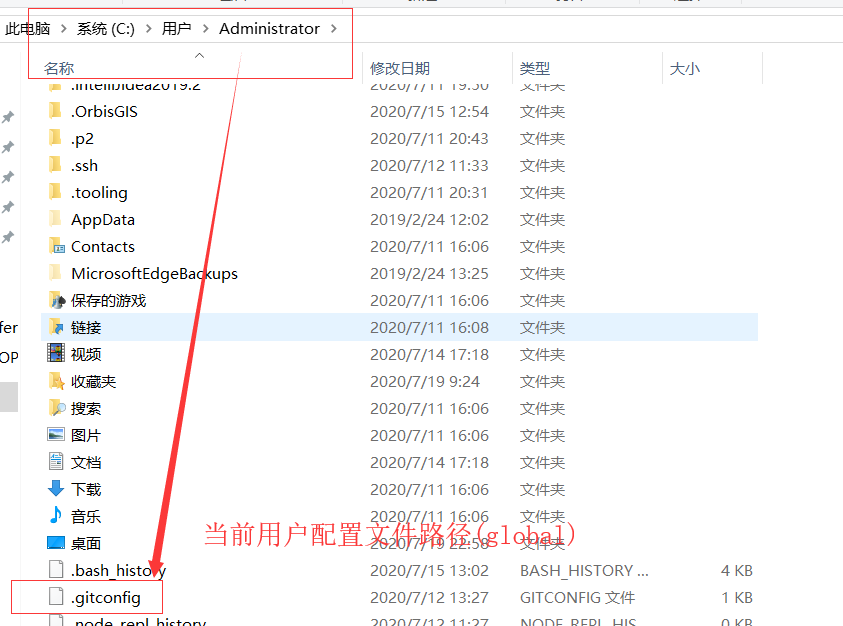 此电脑 > 系统 (C:) > 用户 > Administrator >
名称 修改日期 类型 大小
.IntelliJIdea2019.2 2020/7/11 19:50 文件夹
.OrbisGIS 2020/7/15 12:54 文件夹
.p2 2020/7/11 20:43 文件夹
.ssh 2020/7/12 11:33 文件夹
.tooling 2020/7/11 20:31 文件夹
AppData 2019/2/24 12:02 文件夹
Contacts 2020/7/11 16:06 文件夹
MicrosoftEdgeBackups 2019/2/24 13:25 文件夹
保存的游戏 2020/7/11 16:06 文件夹
fer
链接 2020/7/11 16:08 文件夹
OP
视频 2020/7/14 17:18 文件夹
收藏夹 2020/7/19 9:24 文件夹
搜索 2020/7/11 16:06 文件夹
图片 2020/7/11 16:06 文件夹
文档 2020/7/14 17:18 文件夹
下载 2020/7/11 16:06 文件夹
音乐 2020/7/11 16:06 文件夹
当前用户配置文件路径(global)
桌面 2020/7/19 22:58 文件夹
.bash_history 2020/7/15 13:02 BASH_HISTORY ... 4 KB
.gitconfig 2020/7/12 13:27 GITCONFIG 文件 1 KB
.node_repl_history 2020/7/12 11:27 NODE_REPL_HIS... 0 KB